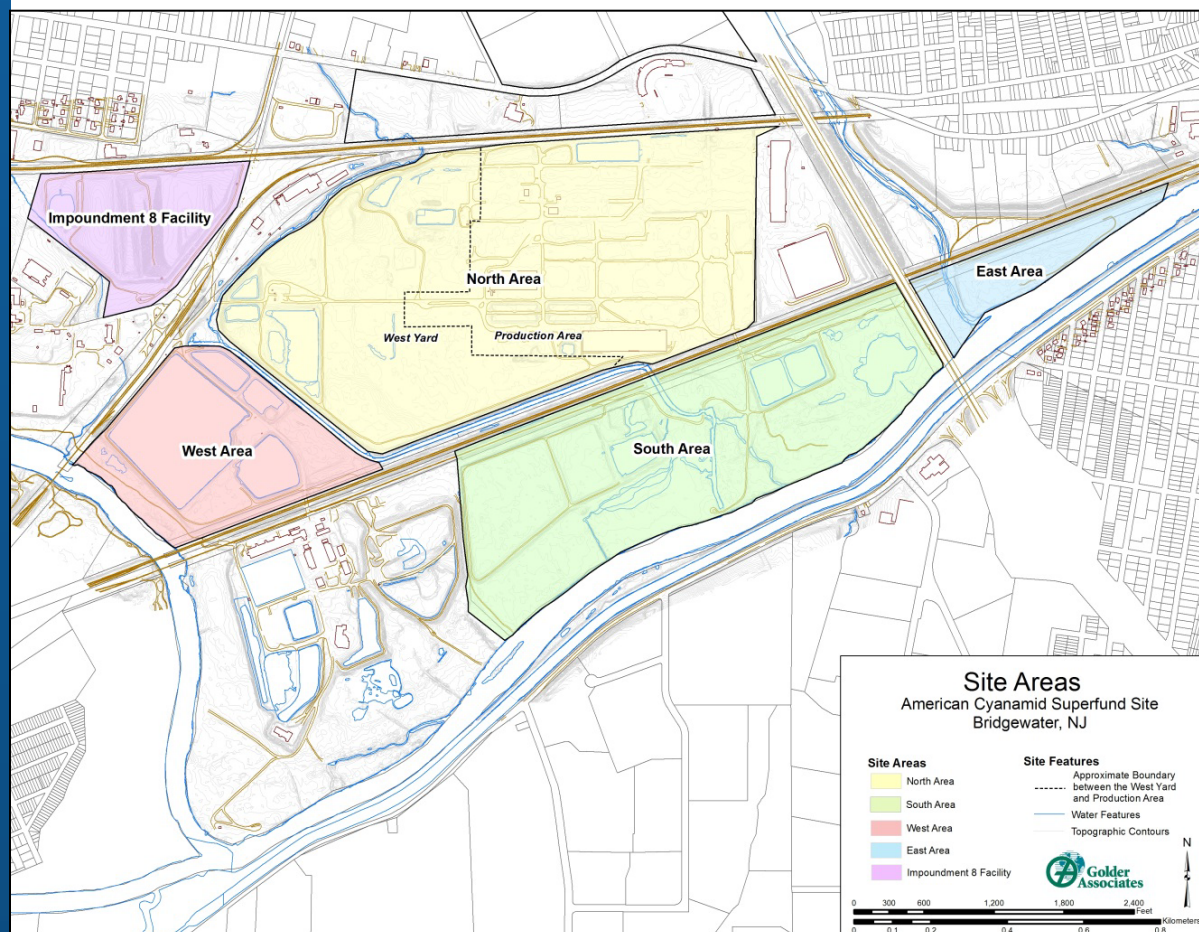 Impoundment 8 Facility
North Area
East Area
West Yard
Production Area
West Area
South Area
Site Areas
American Cyanamid Superfund Site
Bridgewater, NJ
Site Areas
North Area
South Area
West Area
East Area
Impoundment 8 Facility
Site Features
Approximate Boundary
between the West Yard
and Production Area
Water Features
Topographic Contours
N
Golder
Associates
0 300 600 1,200 1,800 2,400
Feet
Kilometers
0 0.1 0.2 0.4 0.6 0.8